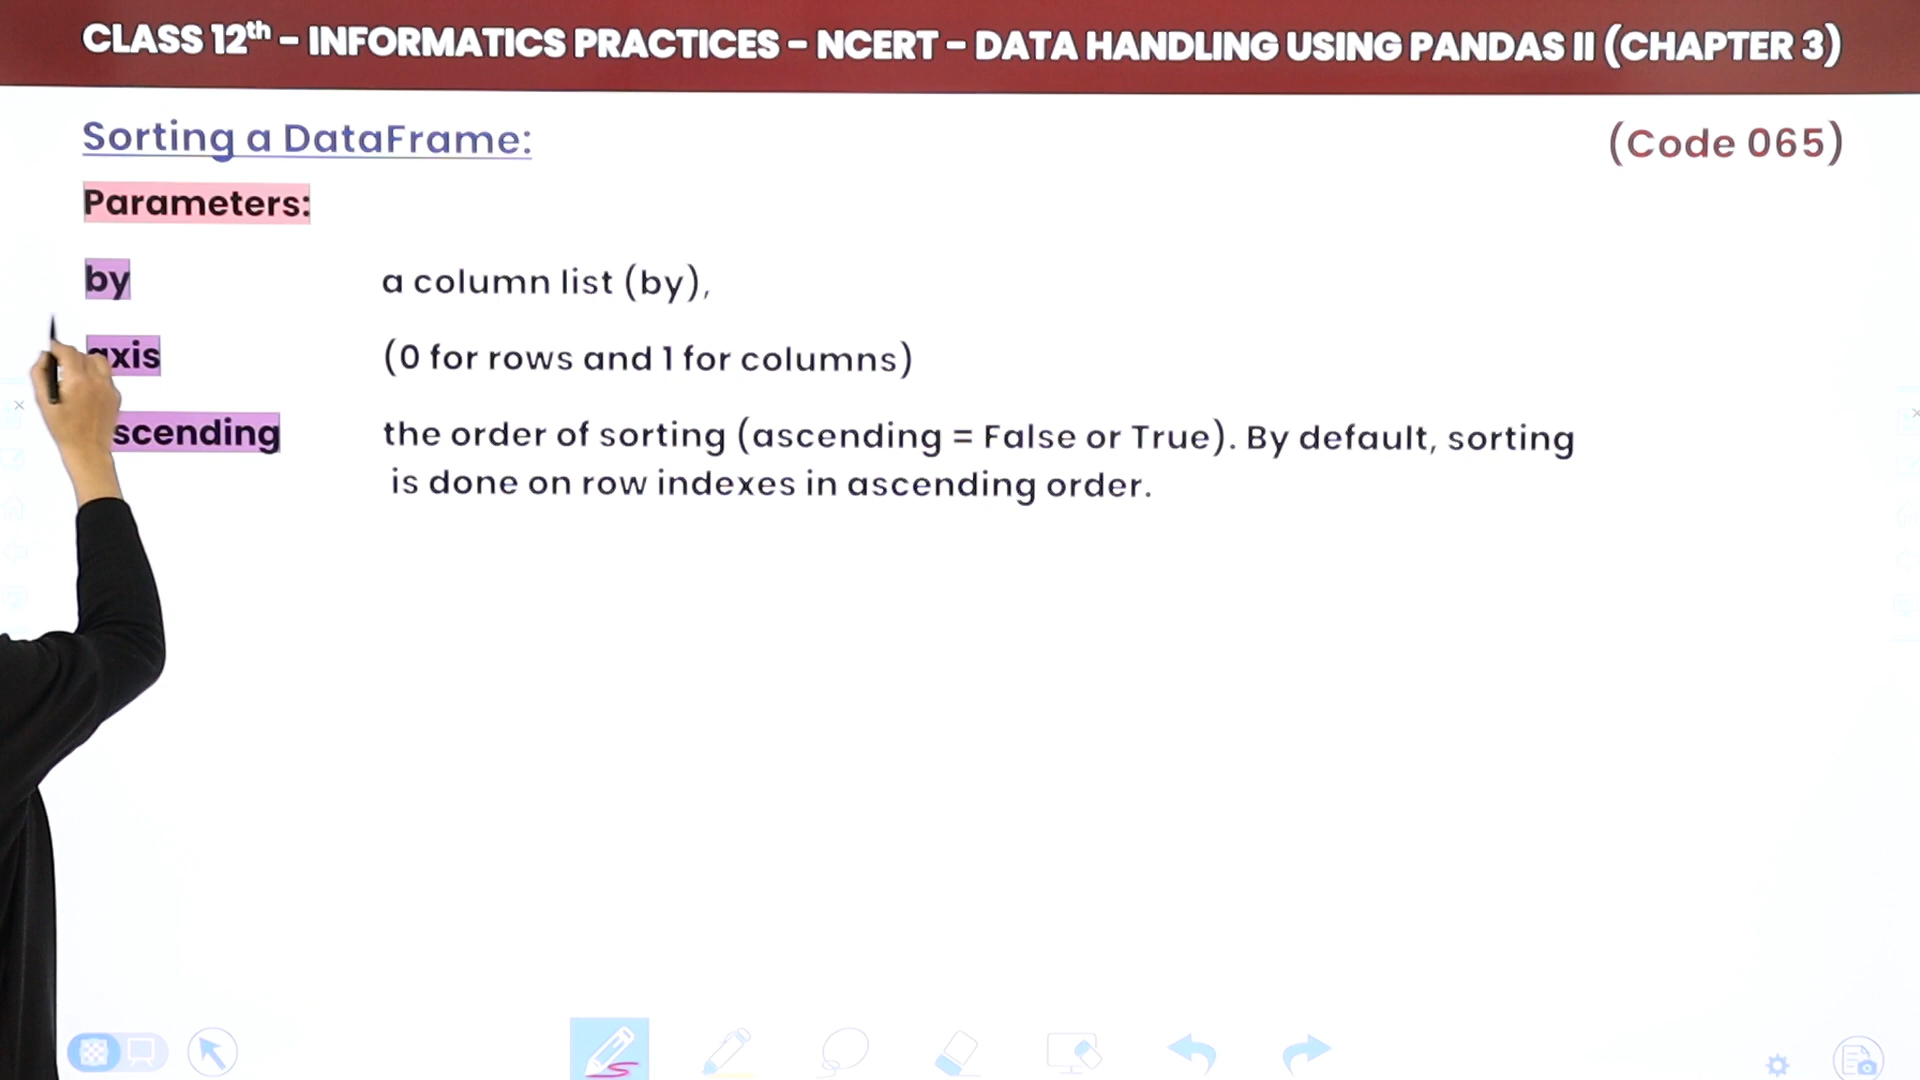 CLASS 12th - INFORMATICS PRACTICES - NCERT - DATA HANDLING USING PANDAS II (CHAPTER 3)
Sorting a DataFrame: (Code 065)
Parameters:
by a column list (by),
axis (0 for rows and 1 for columns)
scending the order of sorting (ascending = False or True). By default, sorting
is done on row indexes in ascending order.